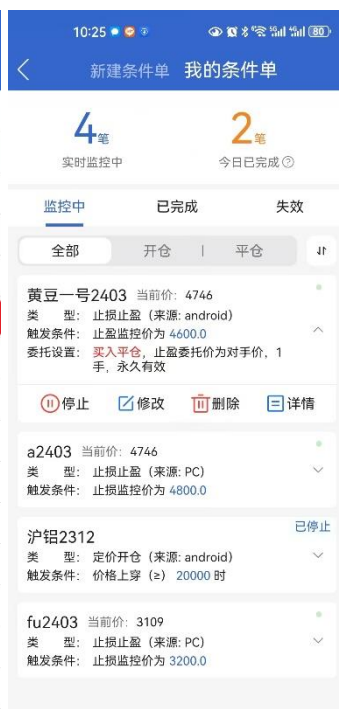 10:25 5G 5G 80
新建条件单 我的条件单
4笔 2笔
实时监控中 今日已完成
监控中 已完成 失效
全部 开仓 | 平仓
黄豆一号2403 当前价: 4746
类 型: 止损止盈（来源: android）
触发条件: 止盈监控价为 4600.0
委托设置: 买入平仓，止盈委托价为对手价，1
手，永久有效
停止 修改 删除 详情
a2403 当前价: 4746
类 型: 止损止盈（来源: PC）
触发条件: 止损监控价为 4800.0
沪铝2312 已停止
类 型: 定价开仓（来源: android）
触发条件: 价格上穿（≥）20000 时
fu2403 当前价: 3109
类 型: 止损止盈（来源: PC）
触发条件: 止损监控价为 3200.0